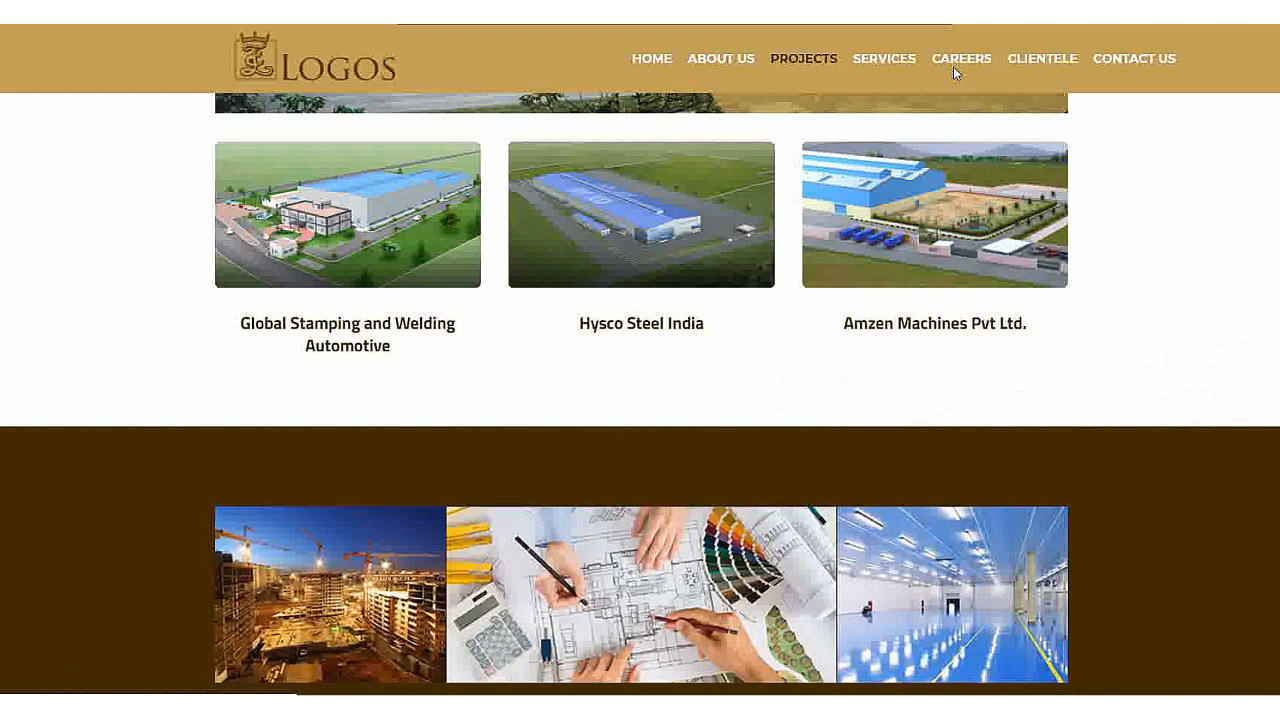 LOGOS
HOME ABOUT US PROJECTS SERVICES CAREERS CLIENTELE CONTACT US
Global Stamping and Welding
Automotive
Hysco Steel India
Amzen Machines Pvt Ltd.